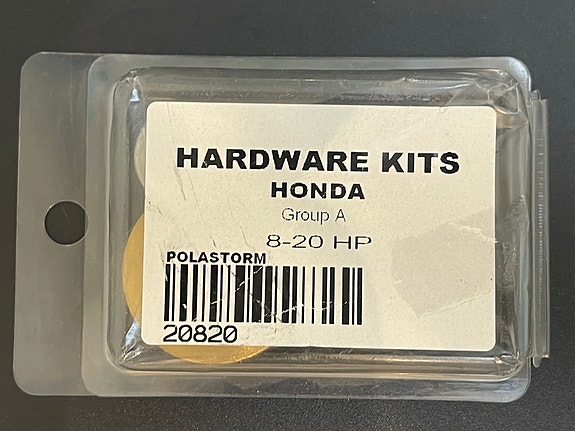 HARDWARE KITS
HONDA
Group A
8-20 HP
POLASTORM
20820